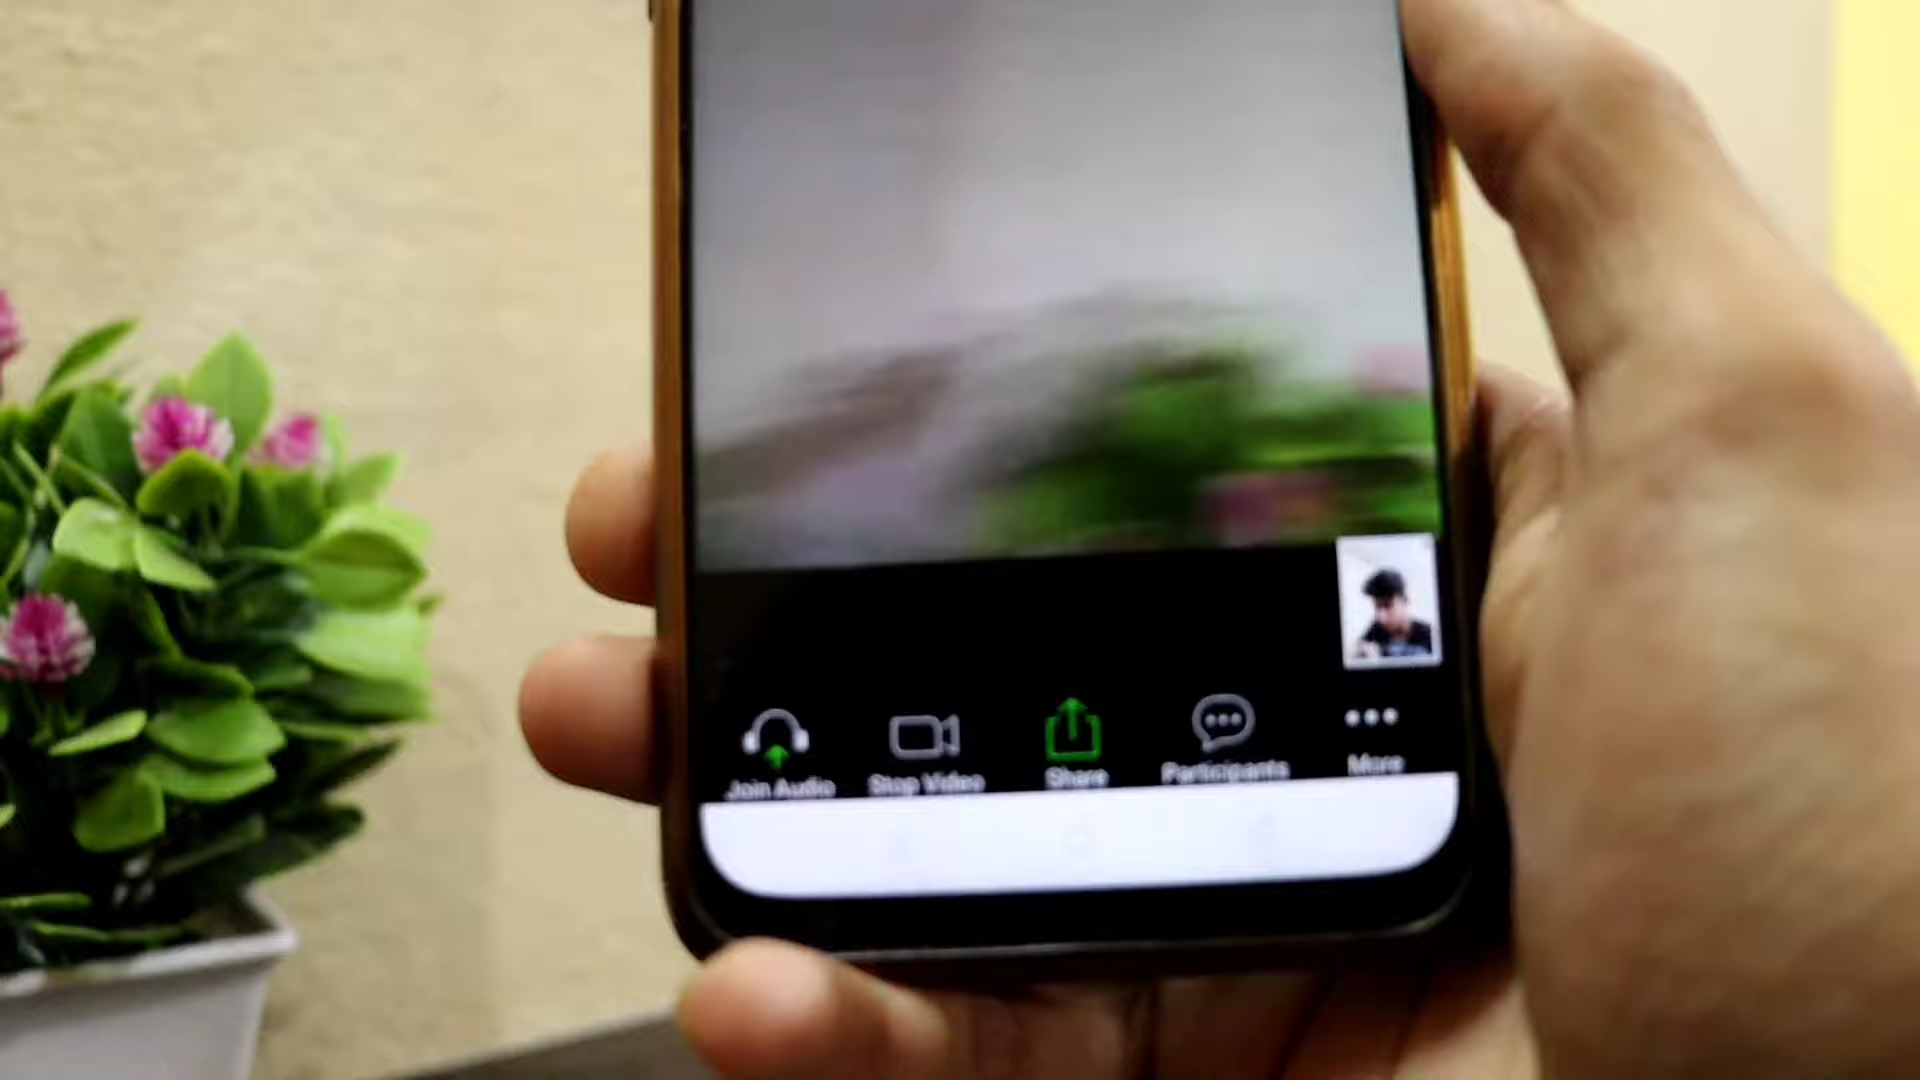 Join Audio
Stop Video
Share
Participants
More